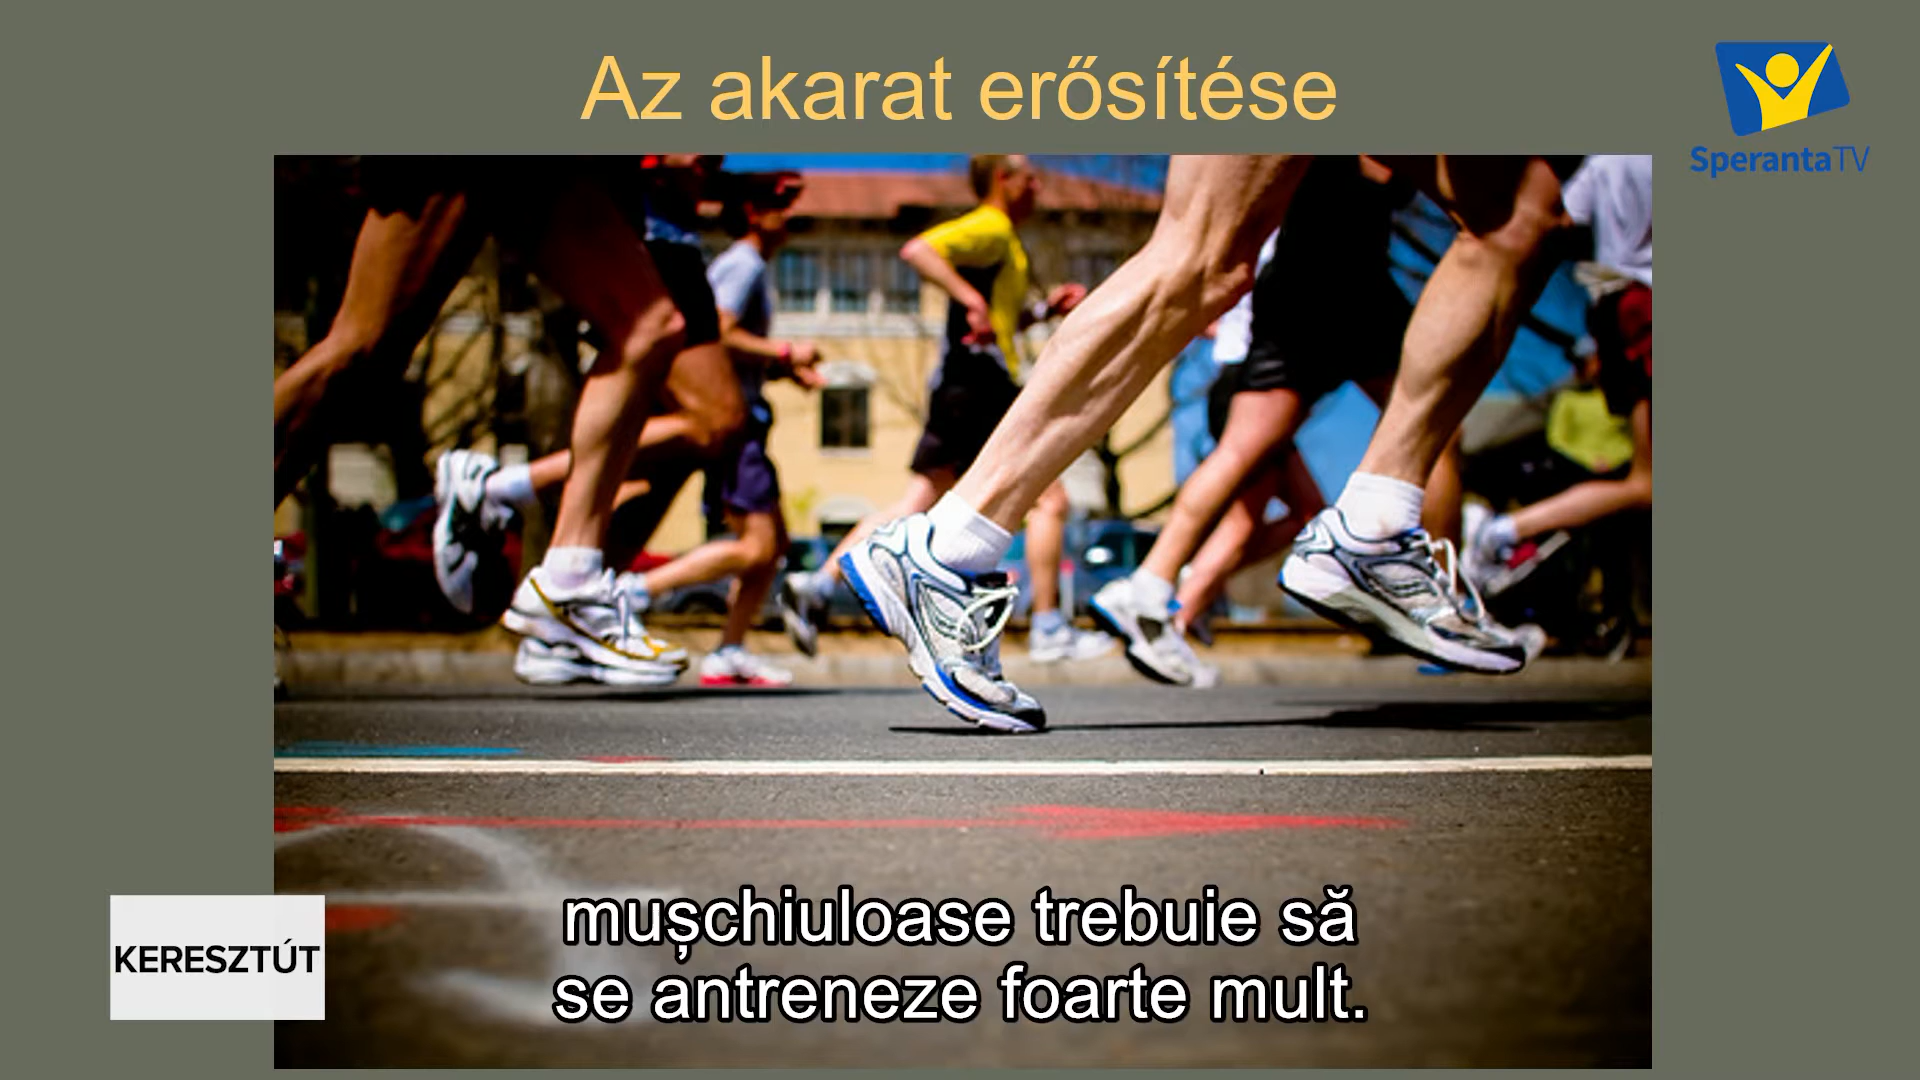 Az akarat erősítése
SperantaTV
KERESZTÚT
mușchiuloase trebuie să
se antreneze foarte mult.